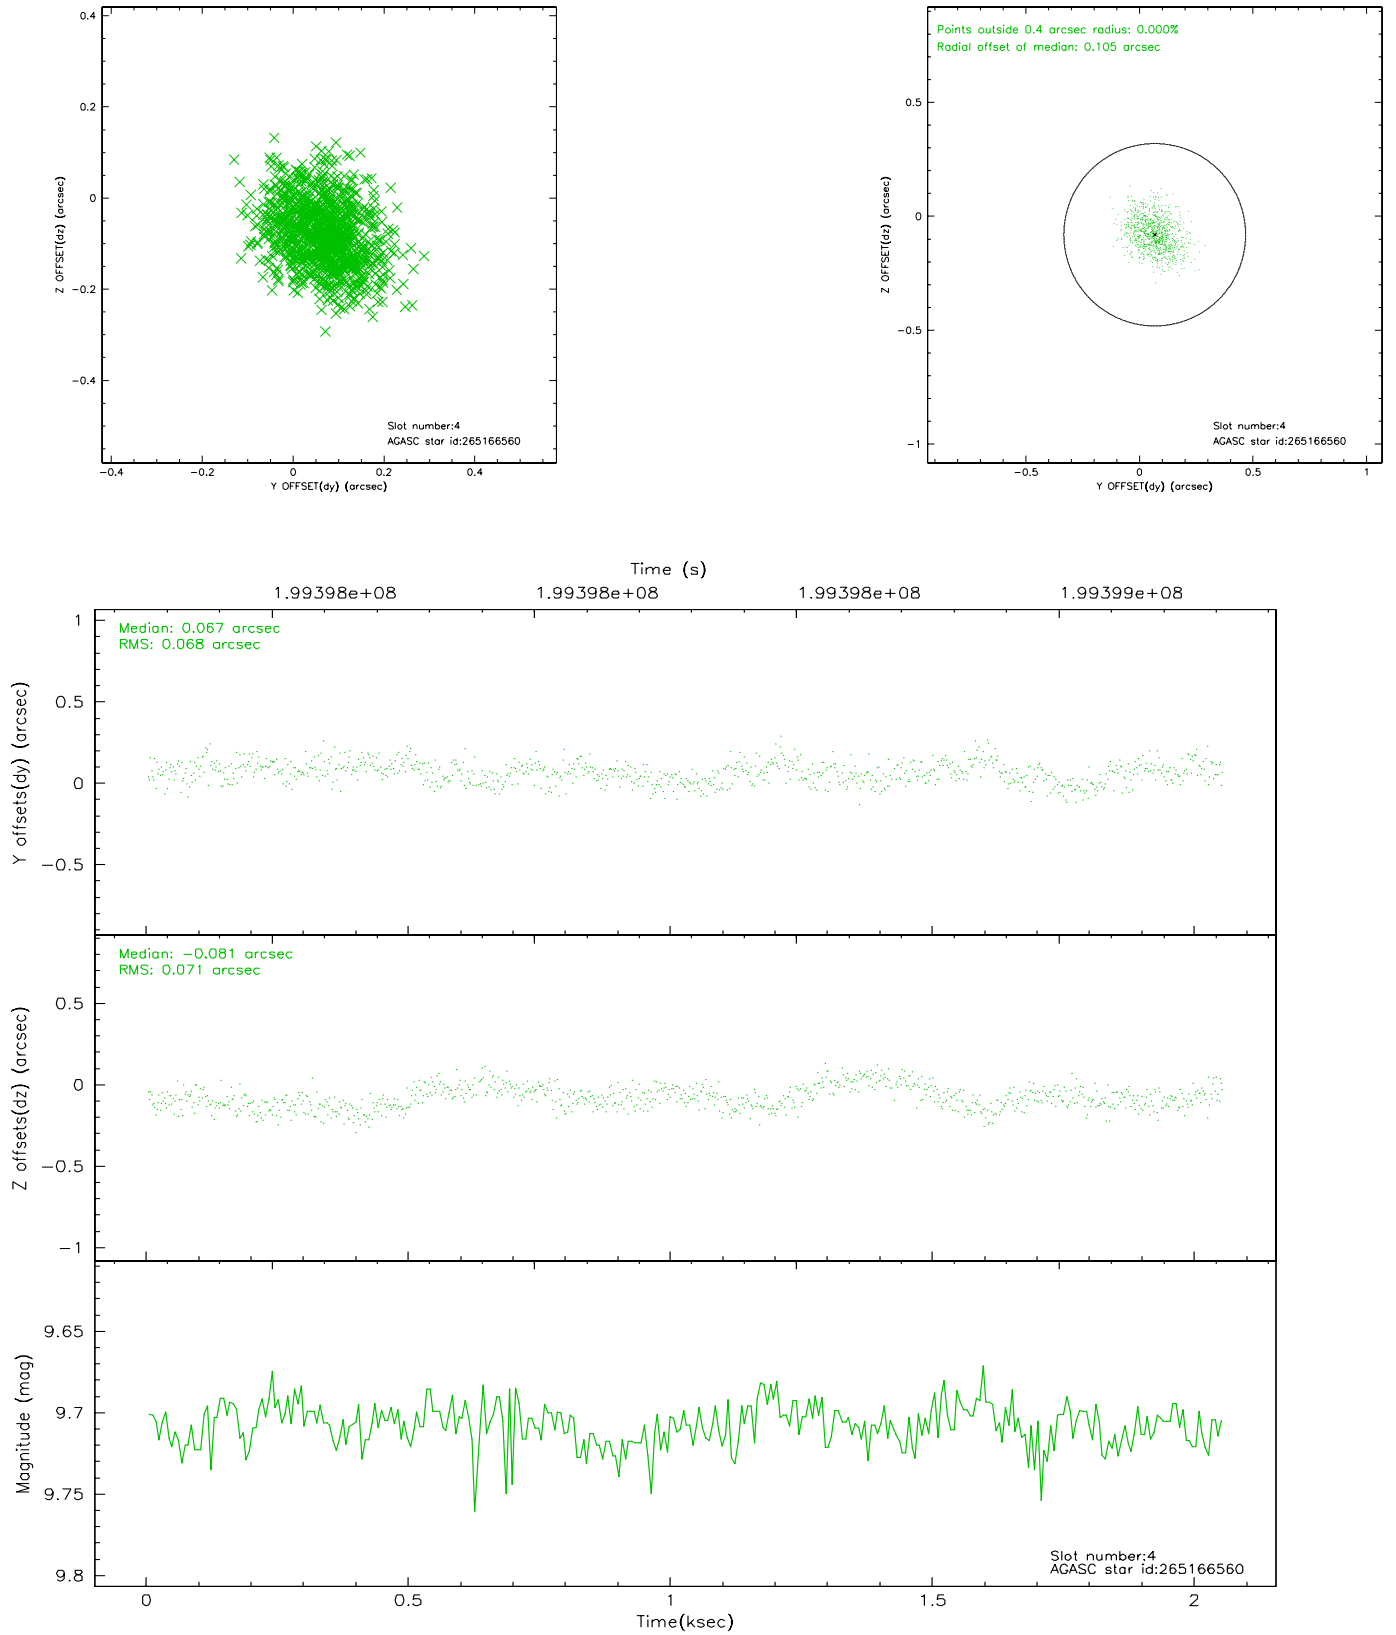 0.4
0.2
0
−0.2
−0.4
Z OFFSET(dz) (arcsec)
Slot number:4
AGASC star id:265166560
−0.4
−0.2
0
0.2
0.4
Y OFFSET(dy) (arcsec)
Points outside 0.4 arcsec radius: 0.000%
Radial offset of median: 0.105 arcsec
0.5
0
−0.5
−1
Z OFFSET(dz) (arcsec)
Slot number:4
AGASC star id:265166560
−0.5
0
0.5
1
Y OFFSET(dy) (arcsec)
Time (s)
1.99398e+08
1.99398e+08
1.99398e+08
1.99399e+08
Median: 0.067 arcsec
RMS: 0.068 arcsec
1
0.5
0
−0.5
Y offsets(dy) (arcsec)
Median: −0.081 arcsec
RMS: 0.071 arcsec
0.5
0
−0.5
−1
Z offsets(dz) (arcsec)
9.65
9.7
9.75
9.8
Magnitude (mag)
Slot number:4
AGASC star id:265166560
0
0.5
1
1.5
2
Time(ksec)